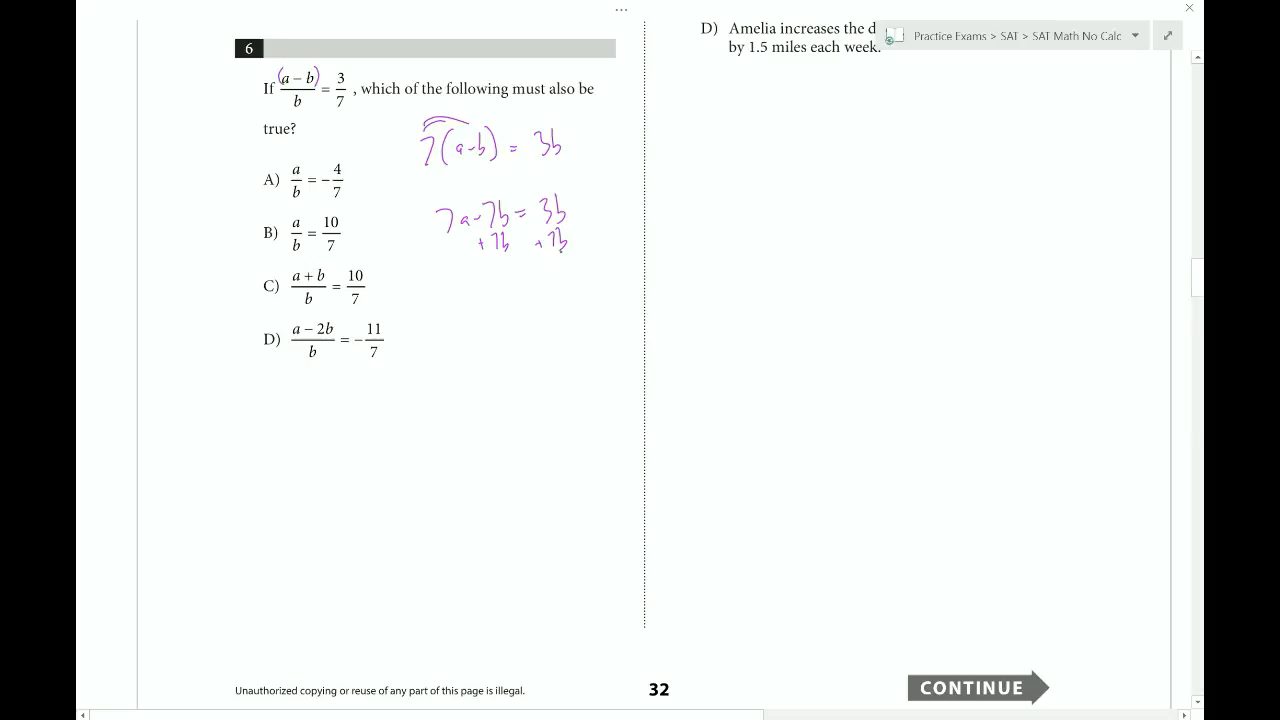 6
If (a − b)/b = 3/7 , which of the following must also be
true?
A) a/b = −4/7
B) a/b = 10/7
C) (a + b)/b = 10/7
D) (a − 2b)/b = −11/7
7(a-b) = 3b
7a-7b = 3b
+7b +7b
D) Amelia increases the d
by 1.5 miles each week.
Practice Exams > SAT > SAT Math No Calc
Unauthorized copying or reuse of any part of this page is illegal.
32
CONTINUE